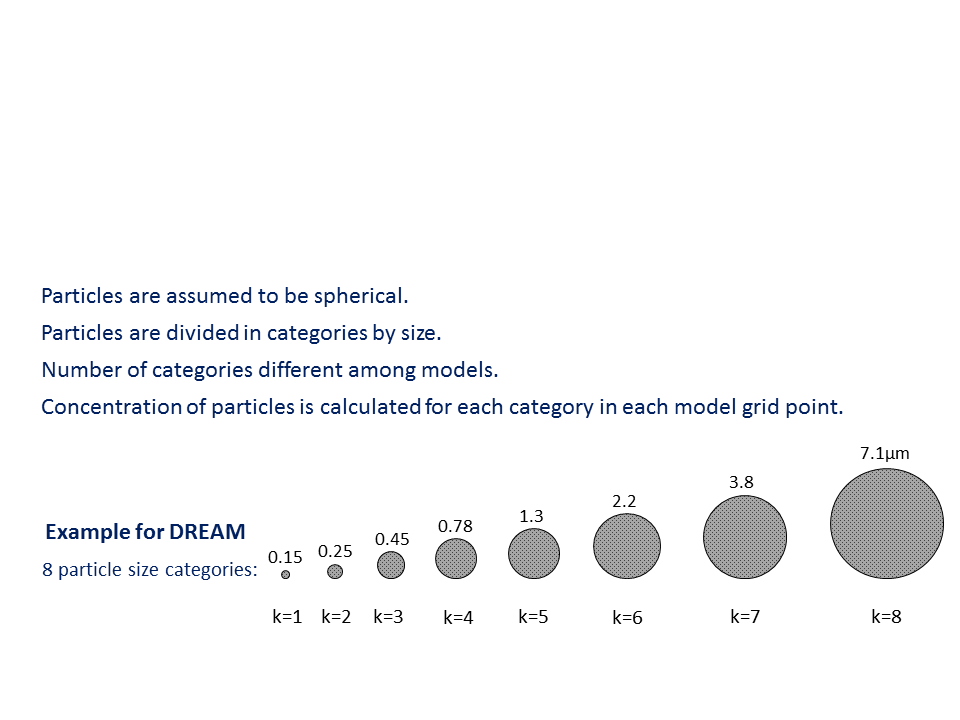 Particles are assumed to be spherical.
Particles are divided in categories by size.
Number of categories different among models.
Concentration of particles is calculated for each category in each model grid point.
Example for DREAM
8 particle size categories:
0.15 0.25 0.45 0.78 1.3 2.2 3.8 7.1µm
k=1 k=2 k=3 k=4 k=5 k=6 k=7 k=8